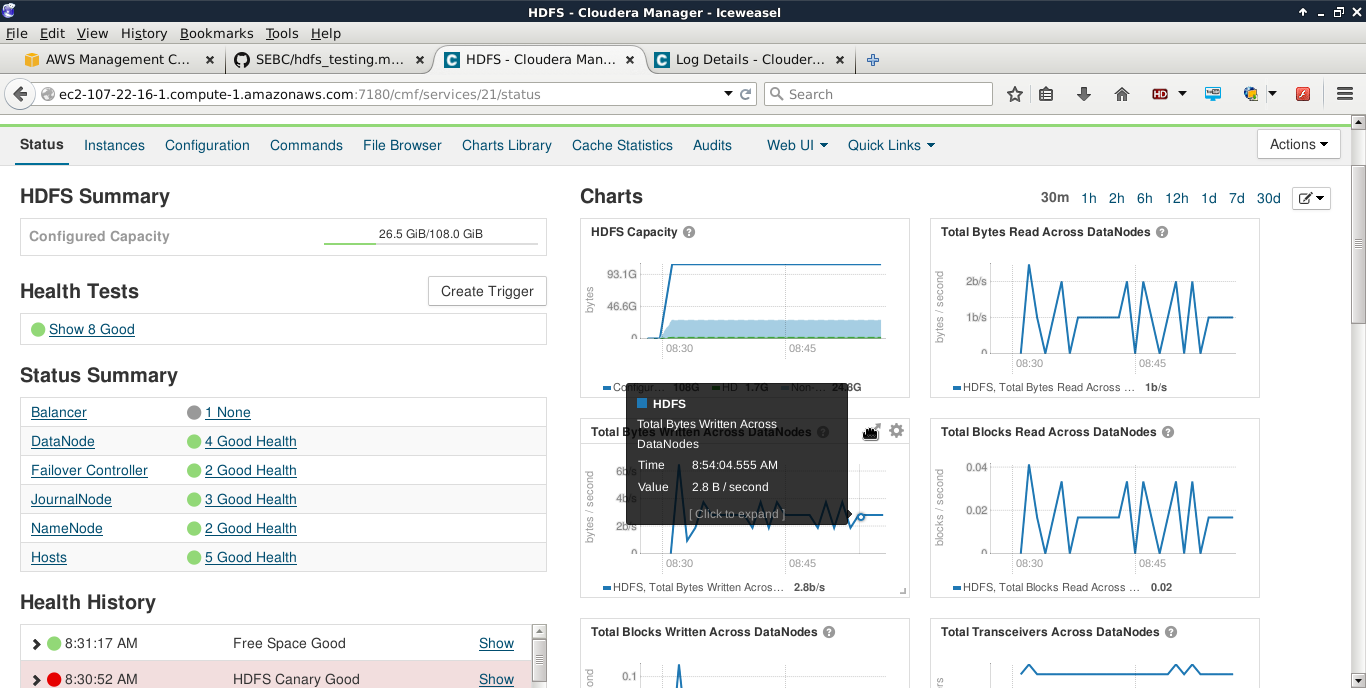 HDFS - Cloudera Manager - Iceweasel
File Edit View History Bookmarks Tools Help
AWS Management C... SEBC/hdfs_testing.m... HDFS - Cloudera Man... Log Details - Clouder...
ec2-107-22-16-1.compute-1.amazonaws.com:7180/cmf/services/21/status Search HD
Status Instances Configuration Commands File Browser Charts Library Cache Statistics Audits Web UI Quick Links Actions
HDFS Summary
Configured Capacity 26.5 GiB/108.0 GiB
Health Tests Create Trigger
Show 8 Good
Status Summary
Balancer 1 None
DataNode 4 Good Health
Failover Controller 2 Good Health
JournalNode 3 Good Health
NameNode 2 Good Health
Hosts 5 Good Health
Health History
8:31:17 AM Free Space Good Show
8:30:52 AM HDFS Canary Good Show
Charts 30m 1h 2h 6h 12h 1d 7d 30d
HDFS Capacity
bytes
93.1G
46.6G
0
08:30 08:45
Configur... 108G HD 1.7G Non-... 24.8G
Total Bytes Read Across DataNodes
bytes / second
2b/s
1b/s
0
08:30 08:45
HDFS, Total Bytes Read Across ... 1b/s
Total Bytes Written Across DataNodes
bytes / second
6b/s
4b/s
2b/s
0
08:30 08:45
HDFS, Total Bytes Written Acros... 2.8b/s
HDFS
Total Bytes Written Across
DataNodes
Time 8:54:04.555 AM
Value 2.8 B / second
[ Click to expand ]
Total Blocks Read Across DataNodes
blocks / second
0.04
0.02
0
08:30 08:45
HDFS, Total Blocks Read Across ... 0.02
Total Blocks Written Across DataNodes
0.1
ond
Total Transceivers Across DataNodes
ers